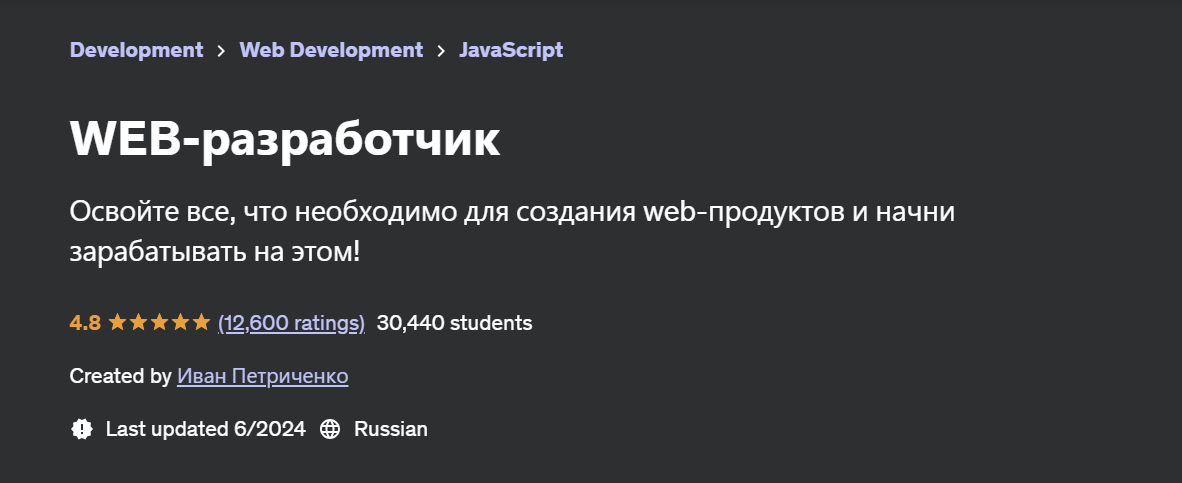 Development > Web Development > JavaScript
WEB-разработчик
Освойте все, что необходимо для создания web-продуктов и начни
зарабатывать на этом!
4.8 ★★★★★ (12,600 ratings) 30,440 students
Created by Иван Петриченко
Last updated 6/2024 Russian